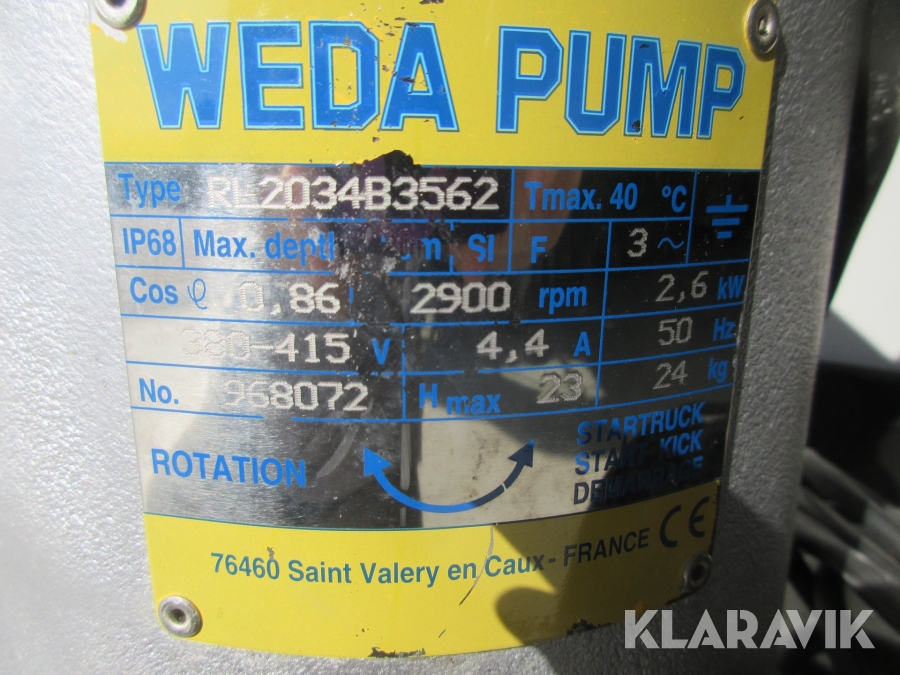 WEDA PUMP
Type RL2034B3562 Tmax. 40 °C
IP68 Max. m SI F 3 ~
Cos φ 0,86 2900 rpm 2,6 kW
380-415 V 4,4 A 50 Hz
No. 968072 H max 23 24 kg
STARTRUCK
ROTATION START KICK
DEMARRAGE
76460 Saint Valery en Caux - FRANCE CE
KLARAVIK